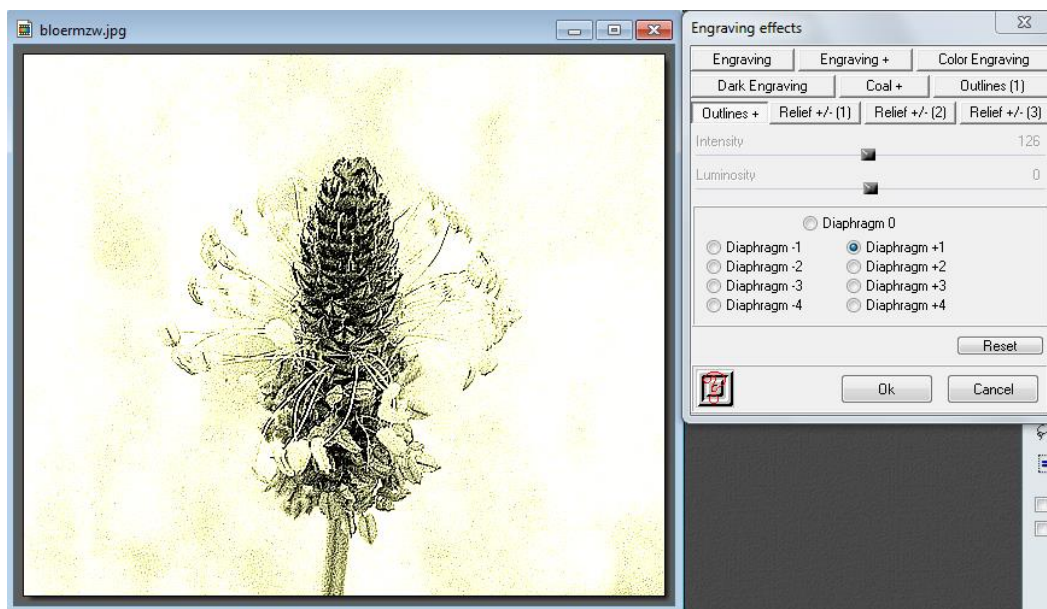 bloermzw.jpg
Engraving effects
Engraving Engraving + Color Engraving
Dark Engraving Coal + Outlines (1)
Outlines + Relief +/- (1) Relief +/- (2) Relief +/- (3)
Intensity 126
Luminosity 0
Diaphragm 0
Diaphragm -1 Diaphragm +1
Diaphragm -2 Diaphragm +2
Diaphragm -3 Diaphragm +3
Diaphragm -4 Diaphragm +4
Reset
Ok Cancel